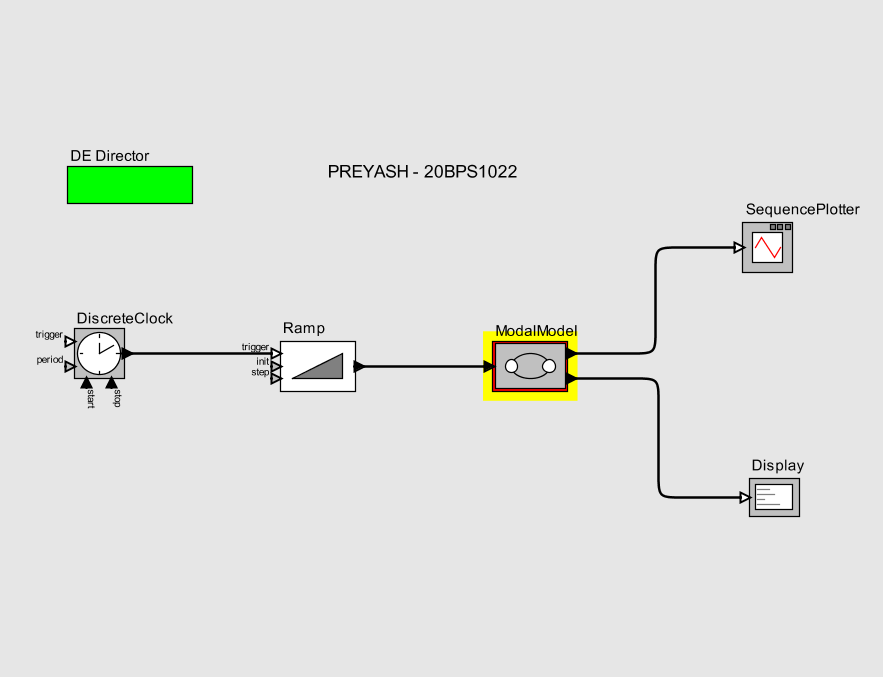 DE Director
PREYASH - 20BPS1022
SequencePlotter
DiscreteClock
trigger
period
start
stop
Ramp
trigger
init
step
ModalModel
Display